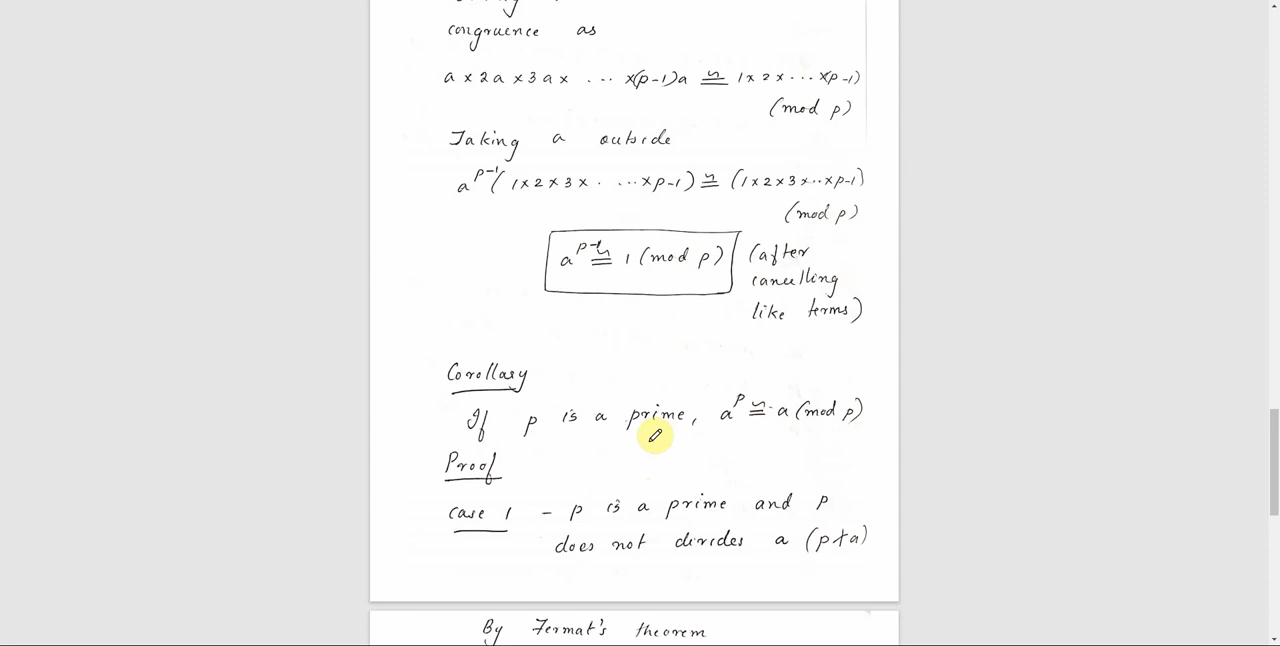 congruence as
a × 2a × 3a × . ... ×(p-1)a ≌ 1 × 2 × ... ×(p-1)
(mod p)
Taking a outside
a^{p-1}(1×2×3×. ...×p-1) ≌ (1×2×3×..×p-1)
(mod p)
a^{p-1} ≌ 1 (mod p) (after
cancelling
like terms)
Corollary
If p is a prime, a^p ≌ a (mod p)
Proof
case 1 - p is a prime and p
does not divides a (p∤a)
By Fermat's theorem